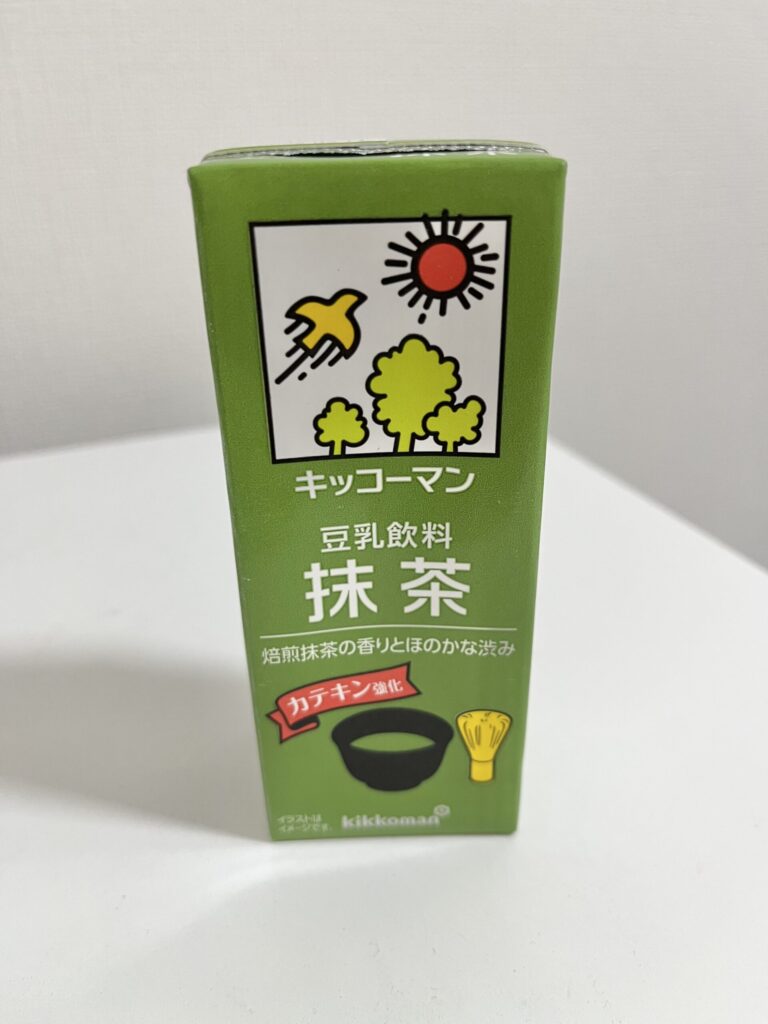 キッコーマン
豆乳飲料
抹茶
焙煎抹茶の香りとほのかな渋み
カテキン強化
イラストは
イメージです。
kikkoman